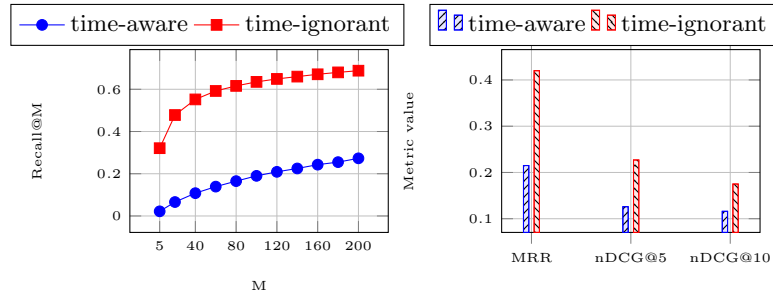 time-aware time-ignorant
Recall@M
0.6
0.4
0.2
0
5 40 80 120 160 200
M
time-aware time-ignorant
Metric value
0.4
0.3
0.2
0.1
MRR nDCG@5 nDCG@10